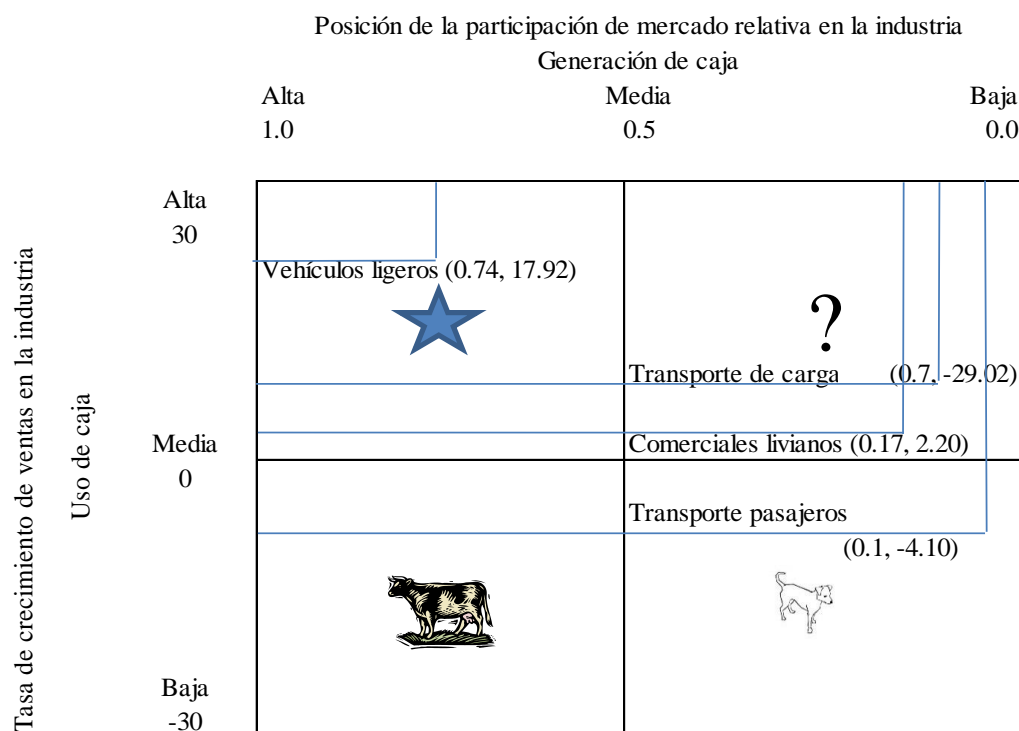 Posición de la participación de mercado relativa en la industria
Generación de caja
Alta Media Baja
1.0 0.5 0.0
Tasa de crecimiento de ventas en la industria
Uso de caja
Alta
30
Vehículos ligeros (0.74, 17.92)
?
Transporte de carga (0.7, -29.02)
Media
0
Comerciales livianos (0.17, 2.20)
Transporte pasajeros
(0.1, -4.10)
Baja
-30